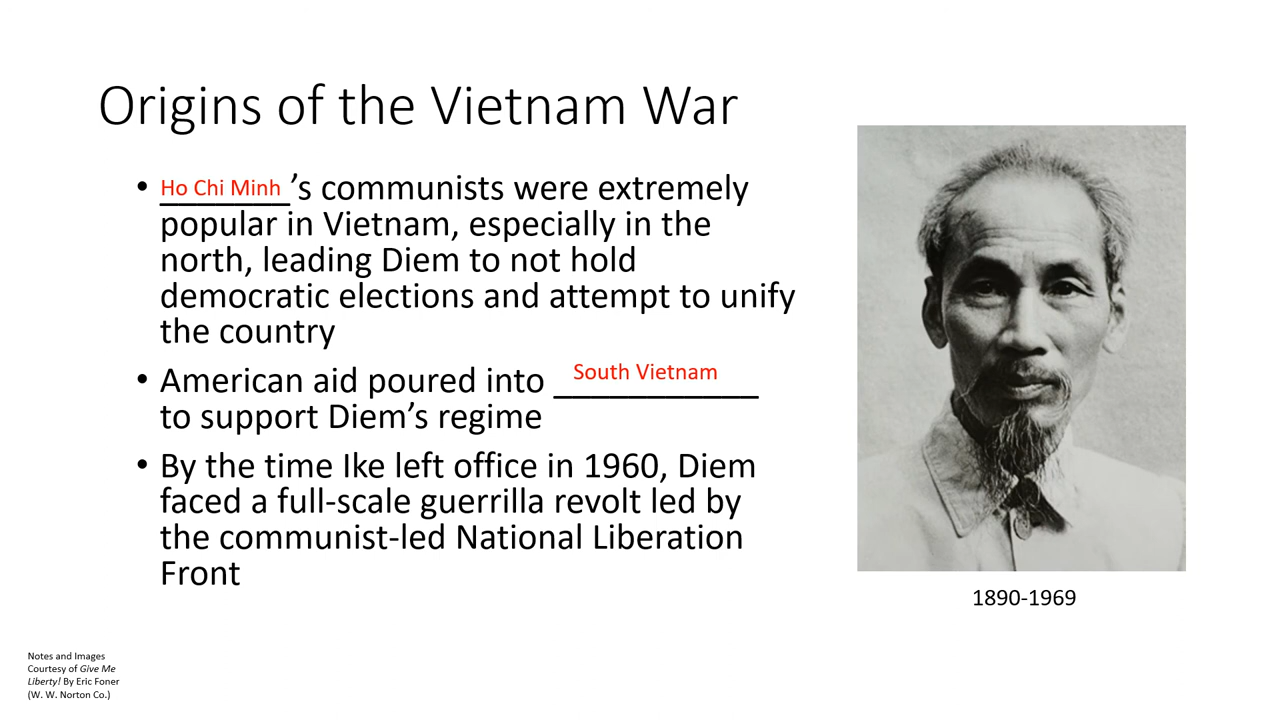 Origins of the Vietnam War
• Ho Chi Minh 's communists were extremely
popular in Vietnam, especially in the
north, leading Diem to not hold
democratic elections and attempt to unify
the country
• American aid poured into South Vietnam
to support Diem's regime
• By the time Ike left office in 1960, Diem
faced a full-scale guerrilla revolt led by
the communist-led National Liberation
Front
1890-1969
Notes and Images
Courtesy of Give Me
Liberty! By Eric Foner
(W. W. Norton Co.)